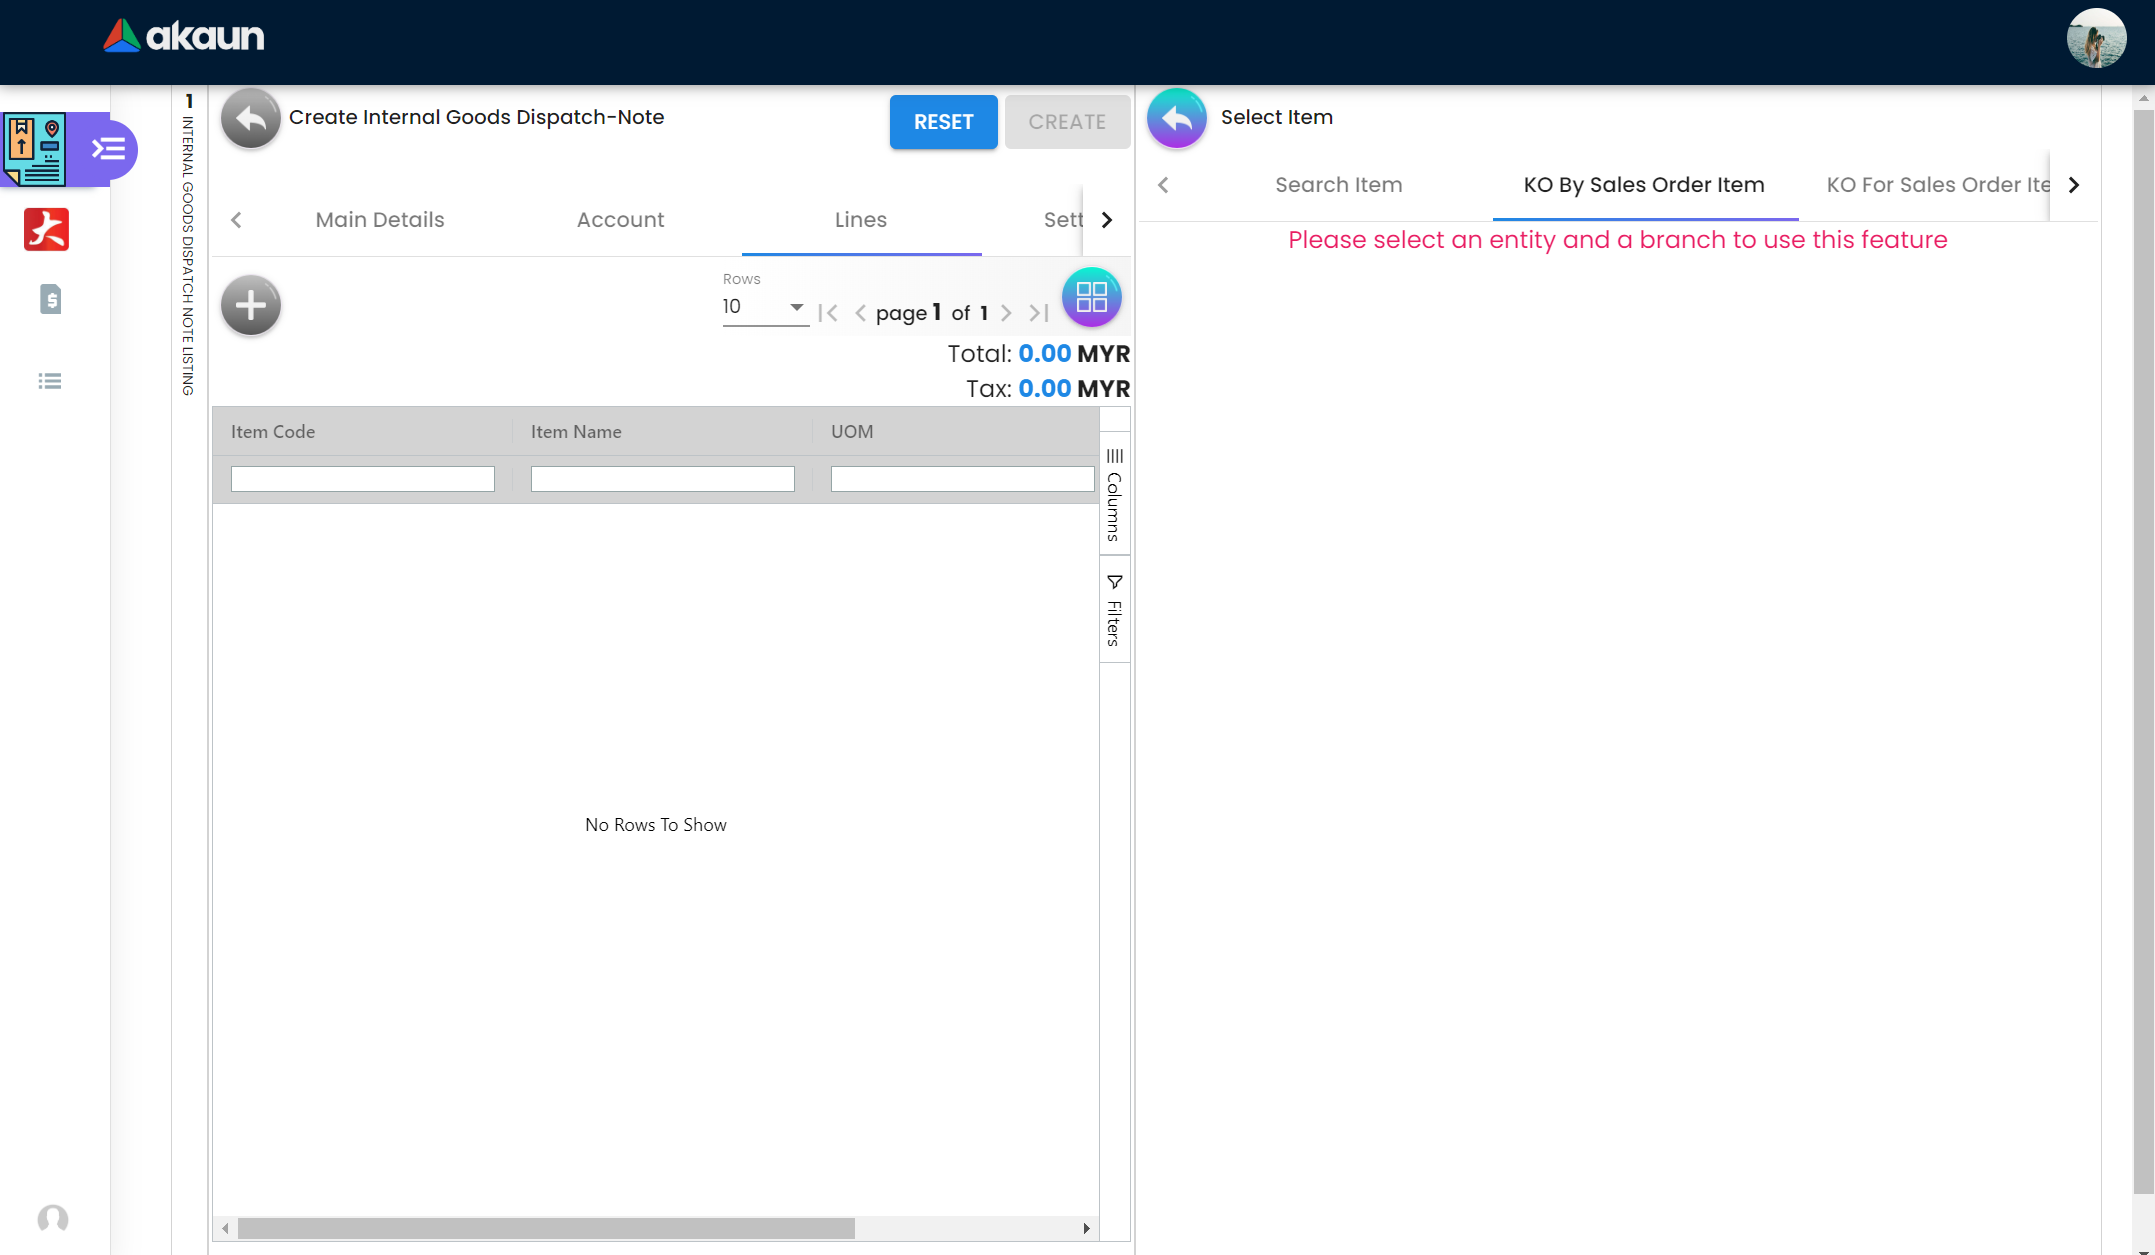 akaun
1
INTERNAL GOODS DISPATCH NOTE LISTING
Create Internal Goods Dispatch-Note
RESET
CREATE
Main Details
Account
Lines
Sett
Rows
10
page 1 of 1
Total: 0.00 MYR
Tax: 0.00 MYR
Item Code
Item Name
UOM
Columns
Filters
No Rows To Show
Select Item
Search Item
KO By Sales Order Item
KO For Sales Order Ite
Please select an entity and a branch to use this feature